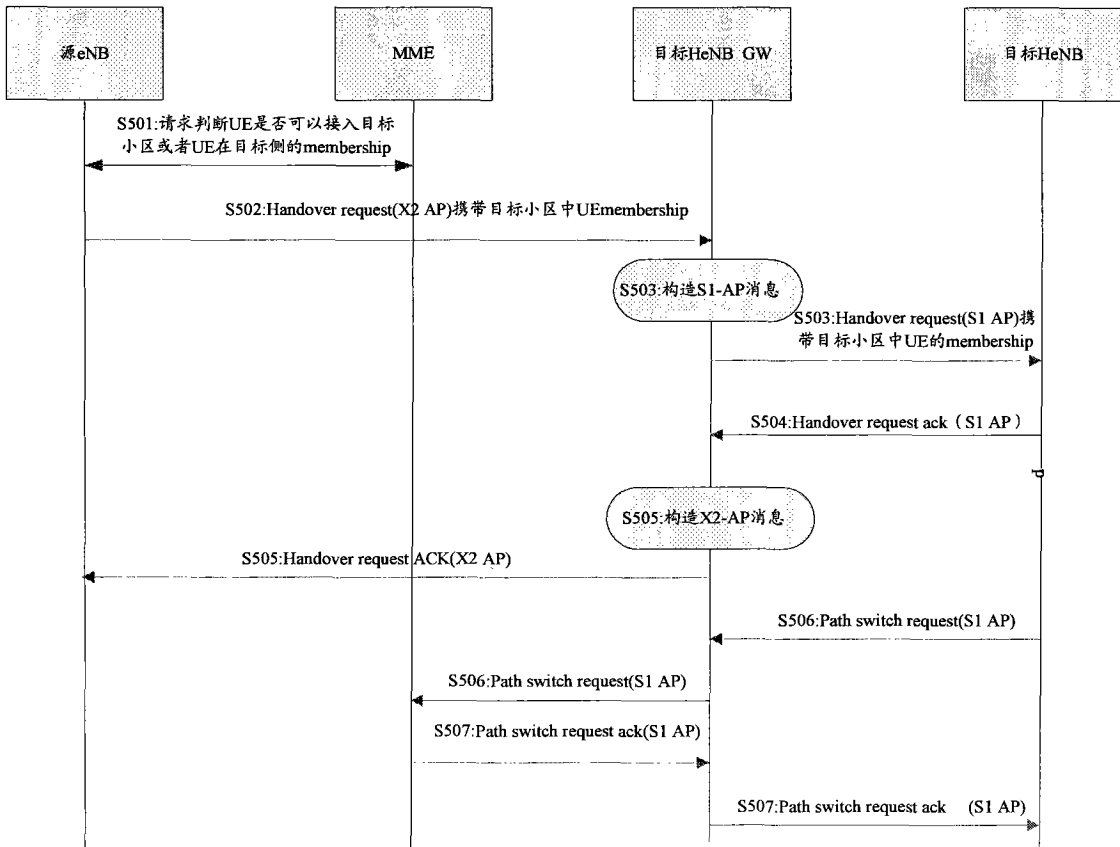 源eNB
MME
目标HeNB GW
目标HeNB
S501:请求判断UE是否可以接入目标
小区或者UE在目标侧的membership
S502:Handover request(X2 AP)携带目标小区中UEmembership
S503:构造S1-AP消息
S503:Handover request(S1 AP)携
带目标小区中UE的membership
S504:Handover request ack（S1 AP）
p
S505:构造X2-AP消息
S505:Handover request ACK(X2 AP)
S506:Path switch request(S1 AP)
S506:Path switch request(S1 AP)
S507:Path switch request ack(S1 AP)
S507:Path switch request ack (S1 AP)